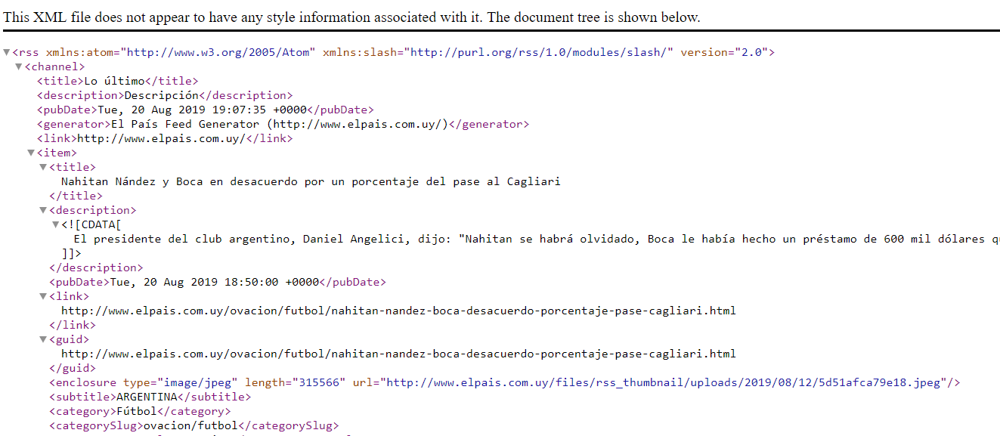 This XML file does not appear to have any style information associated with it. The document tree is shown below.
▼<rss xmlns:atom="http://www.w3.org/2005/Atom" xmlns:slash="http://purl.org/rss/1.0/modules/slash/" version="2.0">
▼<channel>
<title>Lo último</title>
<description>Descripción</description>
<pubDate>Tue, 20 Aug 2019 19:07:35 +0000</pubDate>
<generator>El País Feed Generator (http://www.elpais.com.uy/)</generator>
<link>http://www.elpais.com.uy/</link>
▼<item>
▼<title>
Nahitan Nández y Boca en desacuerdo por un porcentaje del pase al Cagliari
</title>
▼<description>
▼<![CDATA[
El presidente del club argentino, Daniel Angelici, dijo: "Nahitan se habrá olvidado, Boca le había hecho un préstamo de 600 mil dólares
]]>
</description>
<pubDate>Tue, 20 Aug 2019 18:50:00 +0000</pubDate>
▼<link>
http://www.elpais.com.uy/ovacion/futbol/nahitan-nandez-boca-desacuerdo-porcentaje-pase-cagliari.html
</link>
▼<guid>
http://www.elpais.com.uy/ovacion/futbol/nahitan-nandez-boca-desacuerdo-porcentaje-pase-cagliari.html
</guid>
<enclosure type="image/jpeg" length="315566" url="http://www.elpais.com.uy/files/rss_thumbnail/uploads/2019/08/12/5d51afca79e18.jpeg"/>
<subtitle>ARGENTINA</subtitle>
<category>Fútbol</category>
<categorySlug>ovacion/futbol</categorySlug>